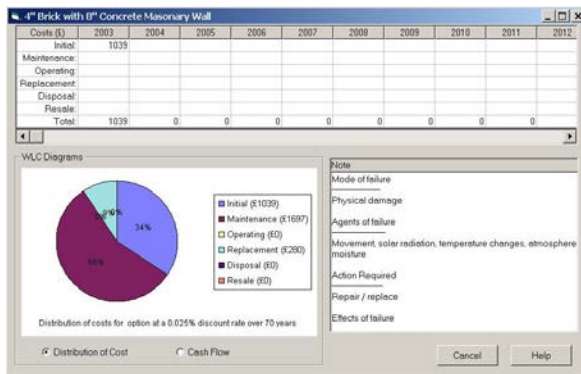 4" Brick with 8" Concrete Masonary Wall
Costs (£) 2003 2004 2005 2006 2007 2008 2009 2010 2011 2012
Initial: 1039
Maintenance:
Operating:
Replacement:
Disposal:
Resale:
Total: 1039 0 0 0 0 0 0 0 0
WLC Diagrams
34%
Initial (£1039)
Maintenance (£1697)
Operating (£0)
Replacement (£280)
Disposal (£0)
Resale (£0)
Distribution of costs for option at a 0.025% discount rate over 70 years
Distribution of Cost
Cash Flow
Note
Mode of failure
Physical damage
Agents of failure
Movement, solar radiation, temperature changes, atmosphere
moisture
Action Required
Repair / replace
Effects of failure
Cancel
Help